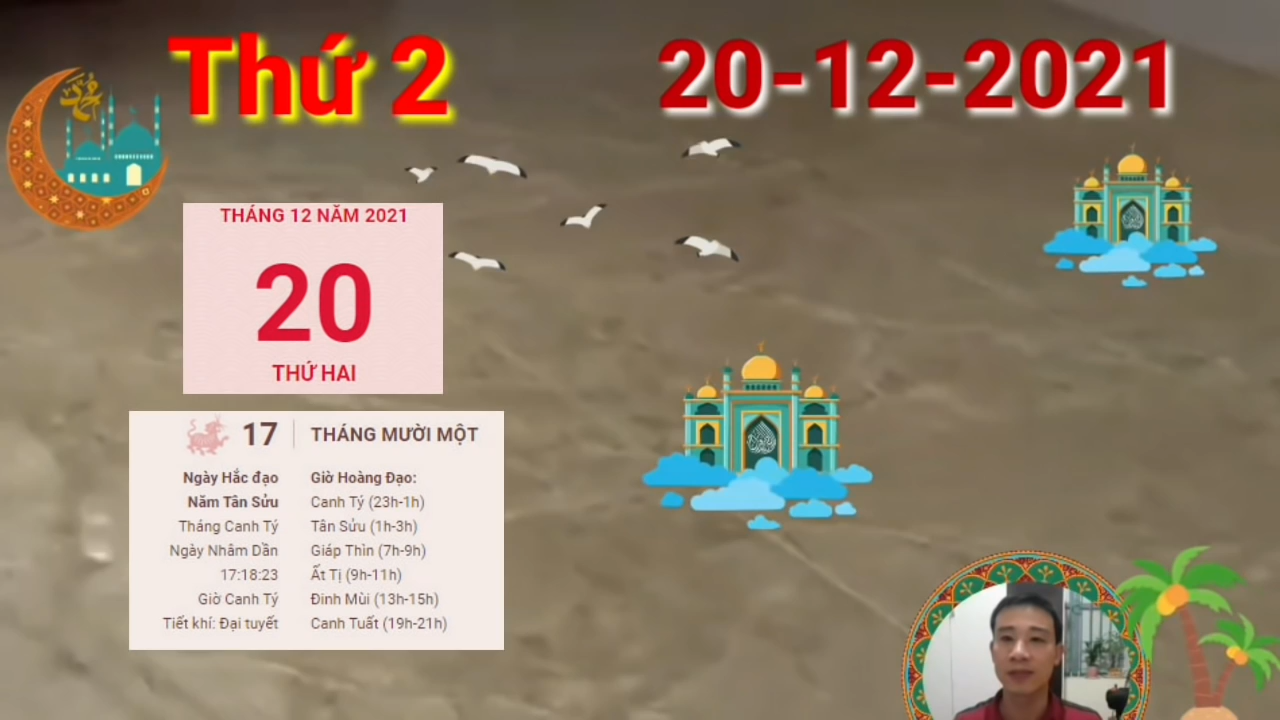 Thứ 2
20-12-2021
THÁNG 12 NĂM 2021
20
THỨ HAI
17
THÁNG MƯỜI MỘT
Ngày Hắc đạo
Giờ Hoàng Đạo:
Năm Tân Sửu
Canh Tý (23h-1h)
Tháng Canh Tý
Tân Sửu (1h-3h)
Ngày Nhâm Dần
Giáp Thìn (7h-9h)
17:18:23
Ất Tị (9h-11h)
Giờ Canh Tý
Đinh Mùi (13h-15h)
Tiết khí: Đại tuyết
Canh Tuất (19h-21h)